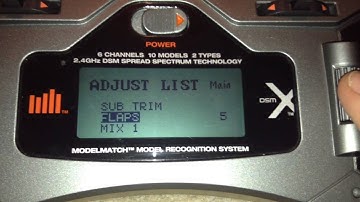 POWER
6 CHANNELS 10 MODELS 2 TYPES
2.4GHz DSM SPREAD SPECTRUM TECHNOLOGY
ADJUST LIST Main
SUB TRIM
FLAPS 5
MIX 1
DSM X™
MODELMATCH™ MODEL RECOGNITION SYSTEM